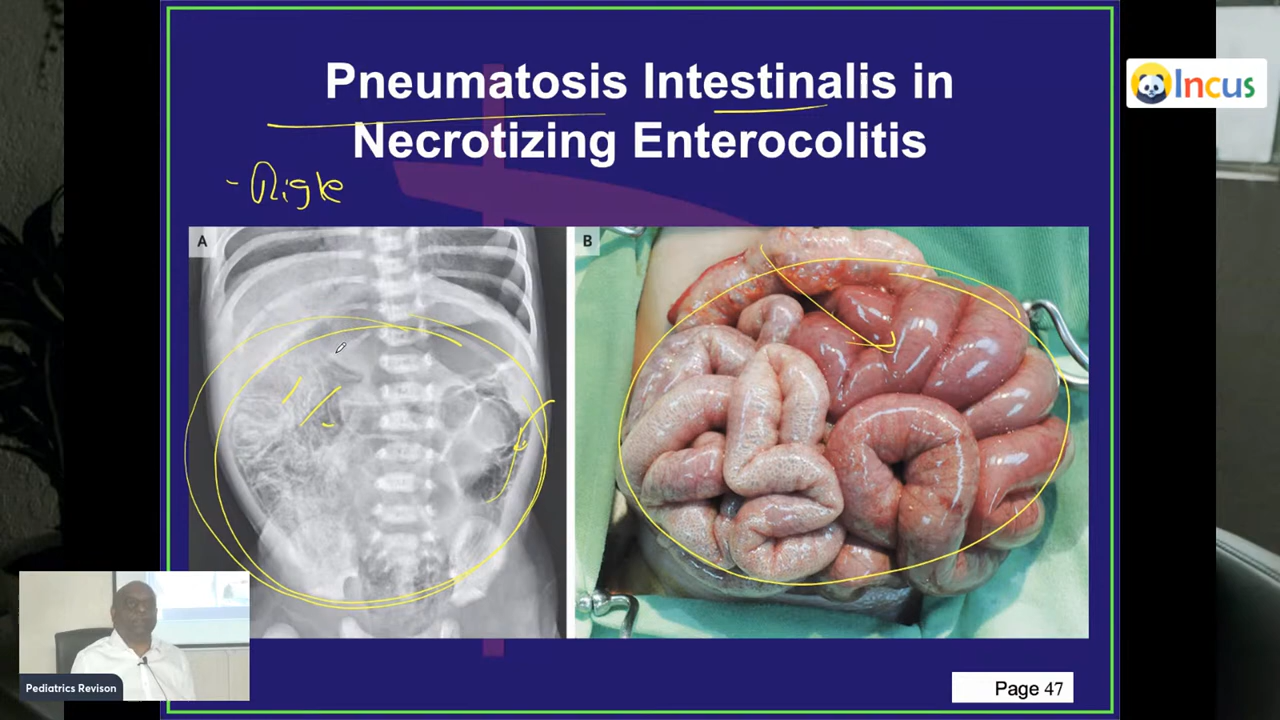 Pneumatosis Intestinalis in
Necrotizing Enterocolitis
Incus
- Rigle
A
B
Pediatrics Revison
Page 47